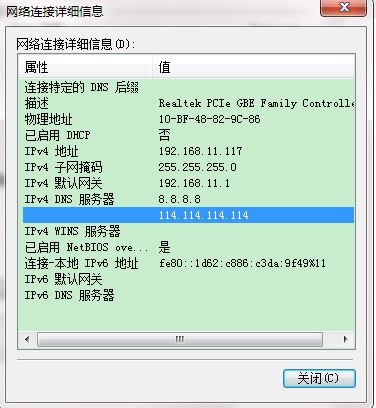 网络连接详细信息
网络连接详细信息(D):
属性 值
连接特定的 DNS 后缀
描述 Realtek PCIe GBE Family Controlle
物理地址 10-BF-48-82-9C-86
已启用 DHCP 否
IPv4 地址 192.168.11.117
IPv4 子网掩码 255.255.255.0
IPv4 默认网关 192.168.11.1
IPv4 DNS 服务器 8.8.8.8
114.114.114.114
IPv4 WINS 服务器
已启用 NetBIOS ove... 是
连接-本地 IPv6 地址 fe80::1d62:c886:c3da:9f49%11
IPv6 默认网关
IPv6 DNS 服务器
关闭(C)